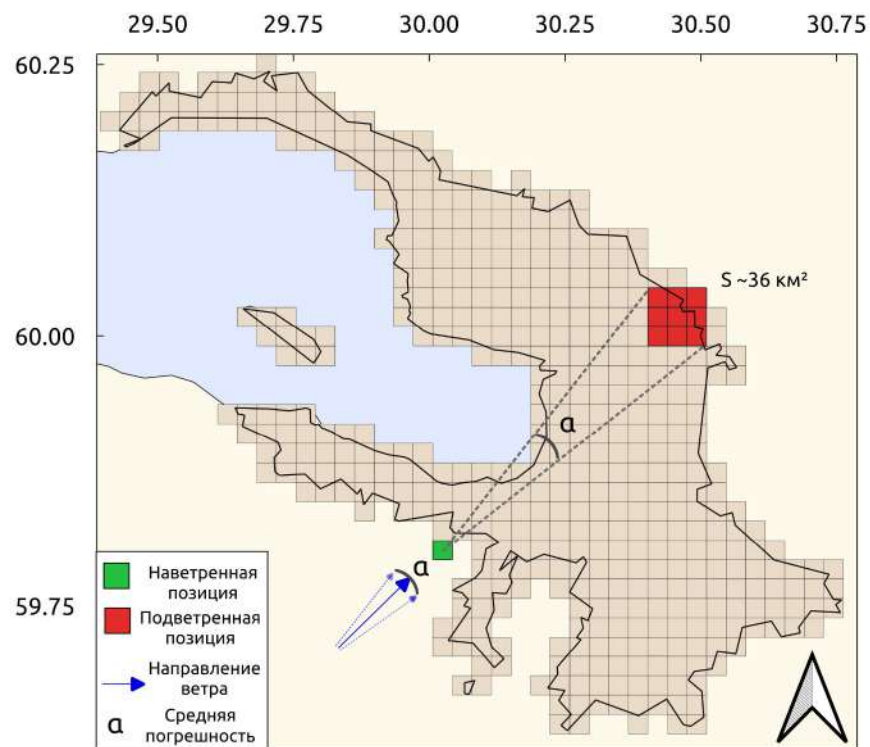 29.50 29.75 30.00 30.25 30.50 30.75
60.25
60.00
59.75
S ~36 км²
α
α
Наветренная
позиция
Подветренная
позиция
Направление
ветра
α Средняя
погрешность